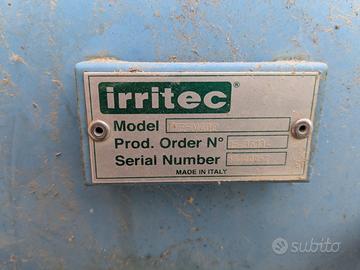 irritec®
Model
Prod. Order N°
Serial Number
MADE IN ITALY
subito